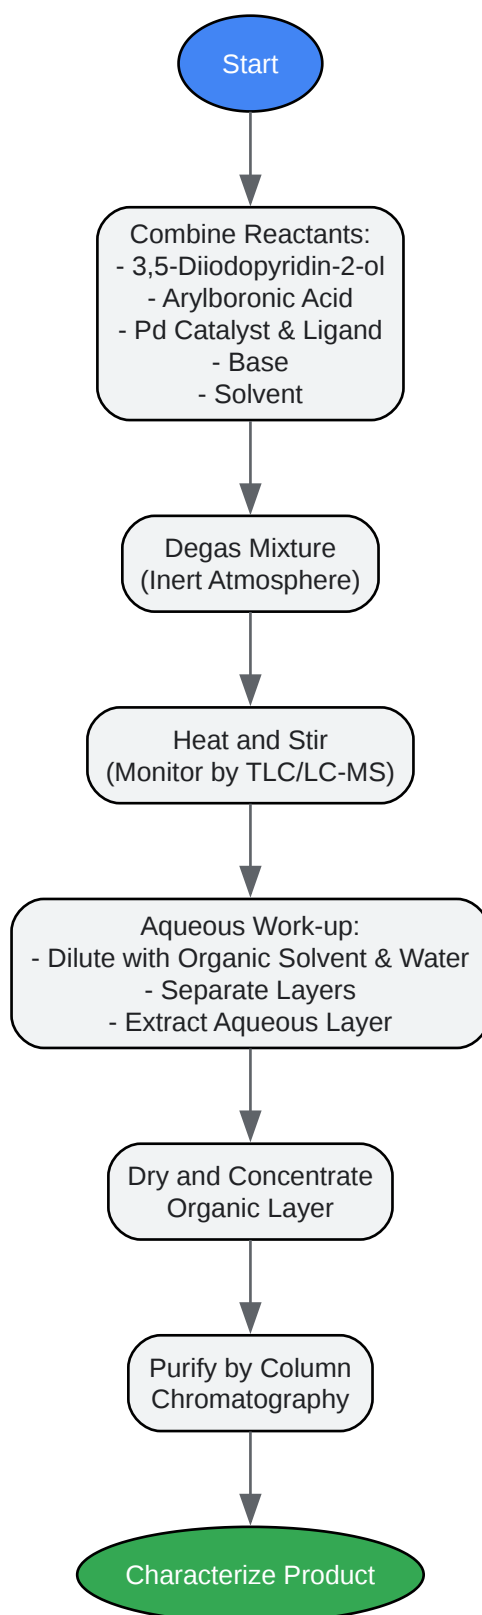 Start
Combine Reactants:
- 3,5-Diiodopyridin-2-ol
- Arylboronic Acid
- Pd Catalyst & Ligand
- Base
- Solvent
Degas Mixture
(Inert Atmosphere)
Heat and Stir
(Monitor by TLC/LC-MS)
Aqueous Work-up:
- Dilute with Organic Solvent & Water
- Separate Layers
- Extract Aqueous Layer
Dry and Concentrate
Organic Layer
Purify by Column
Chromatography
Characterize Product